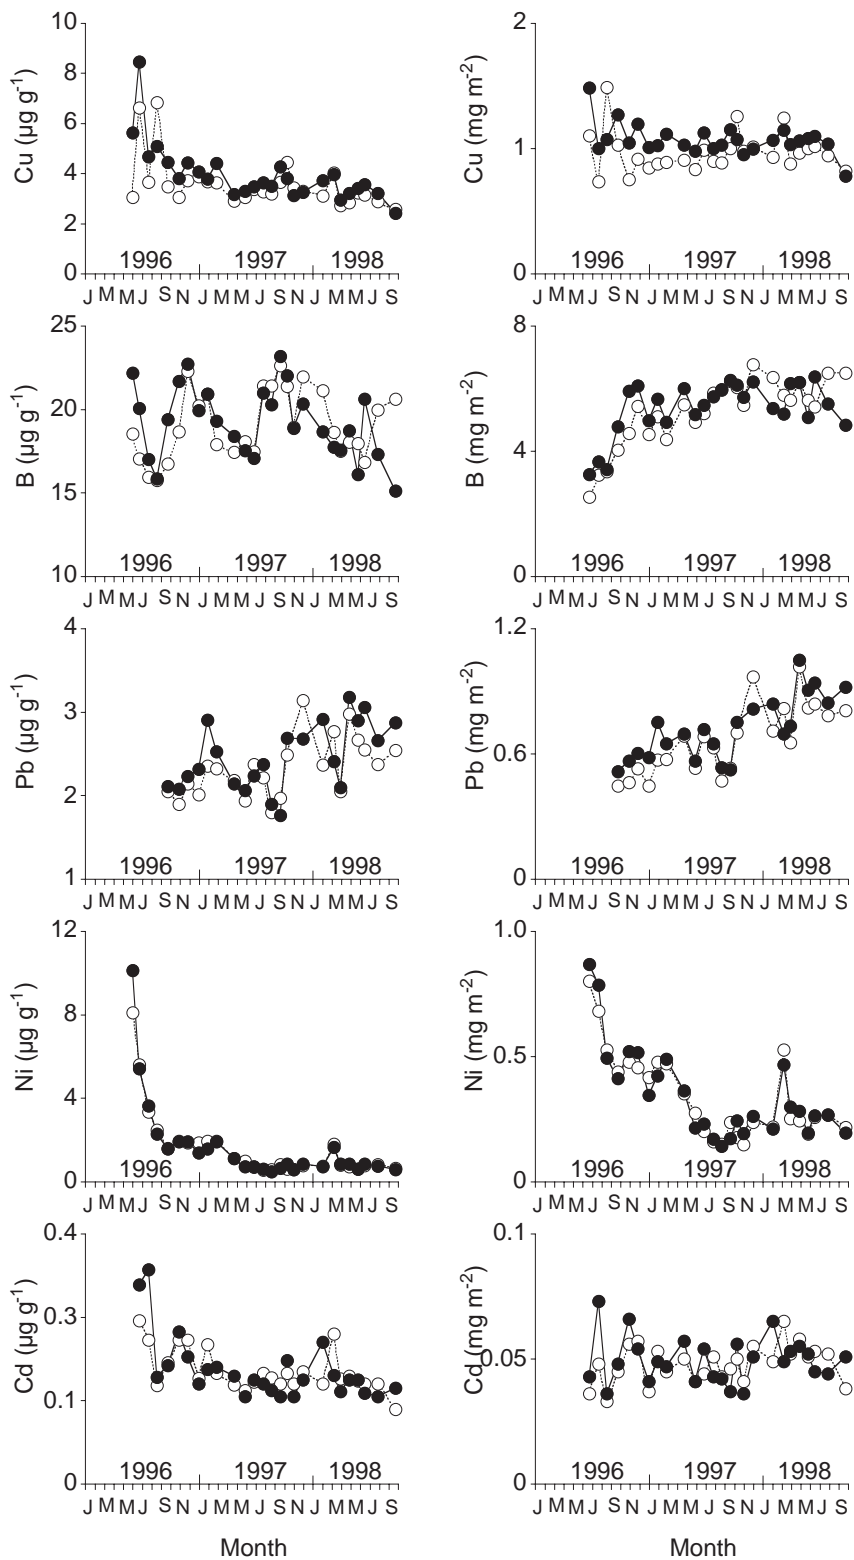 Cu (µg g-1)
10
8
6
4
2
0
1996 1997 1998
J M M J S N J M M J S N J M M J S
Cu (mg m-2)
2
1
0
1996 1997 1998
J M M J S N J M M J S N J M M J S
B (µg g-1)
25
20
15
10
1996 1997 1998
J M M J S N J M M J S N J M M J S
B (mg m-2)
8
4
0
1996 1997 1998
J M M J S N J M M J S N J M M J S
Pb (µg g-1)
4
3
2
1
1996 1997 1998
J M M J S N J M M J S N J M M J S
Pb (mg m-2)
1.2
0.6
0
1996 1997 1998
J M M J S N J M M J S N J M M J S
Ni (µg g-1)
12
8
4
0
1996 1997 1998
J M M J S N J M M J S N J M M J S
Ni (mg m-2)
1.0
0.5
0
1996 1997 1998
J M M J S N J M M J S N J M M J S
Cd (µg g-1)
0.4
0.3
0.1
0
1996 1997 1998
J M M J S N J M M J S N J M M J S
Month
Cd (mg m-2)
0.1
0.05
0
1996 1997 1998
J M M J S N J M M J S N J M M J S
Month